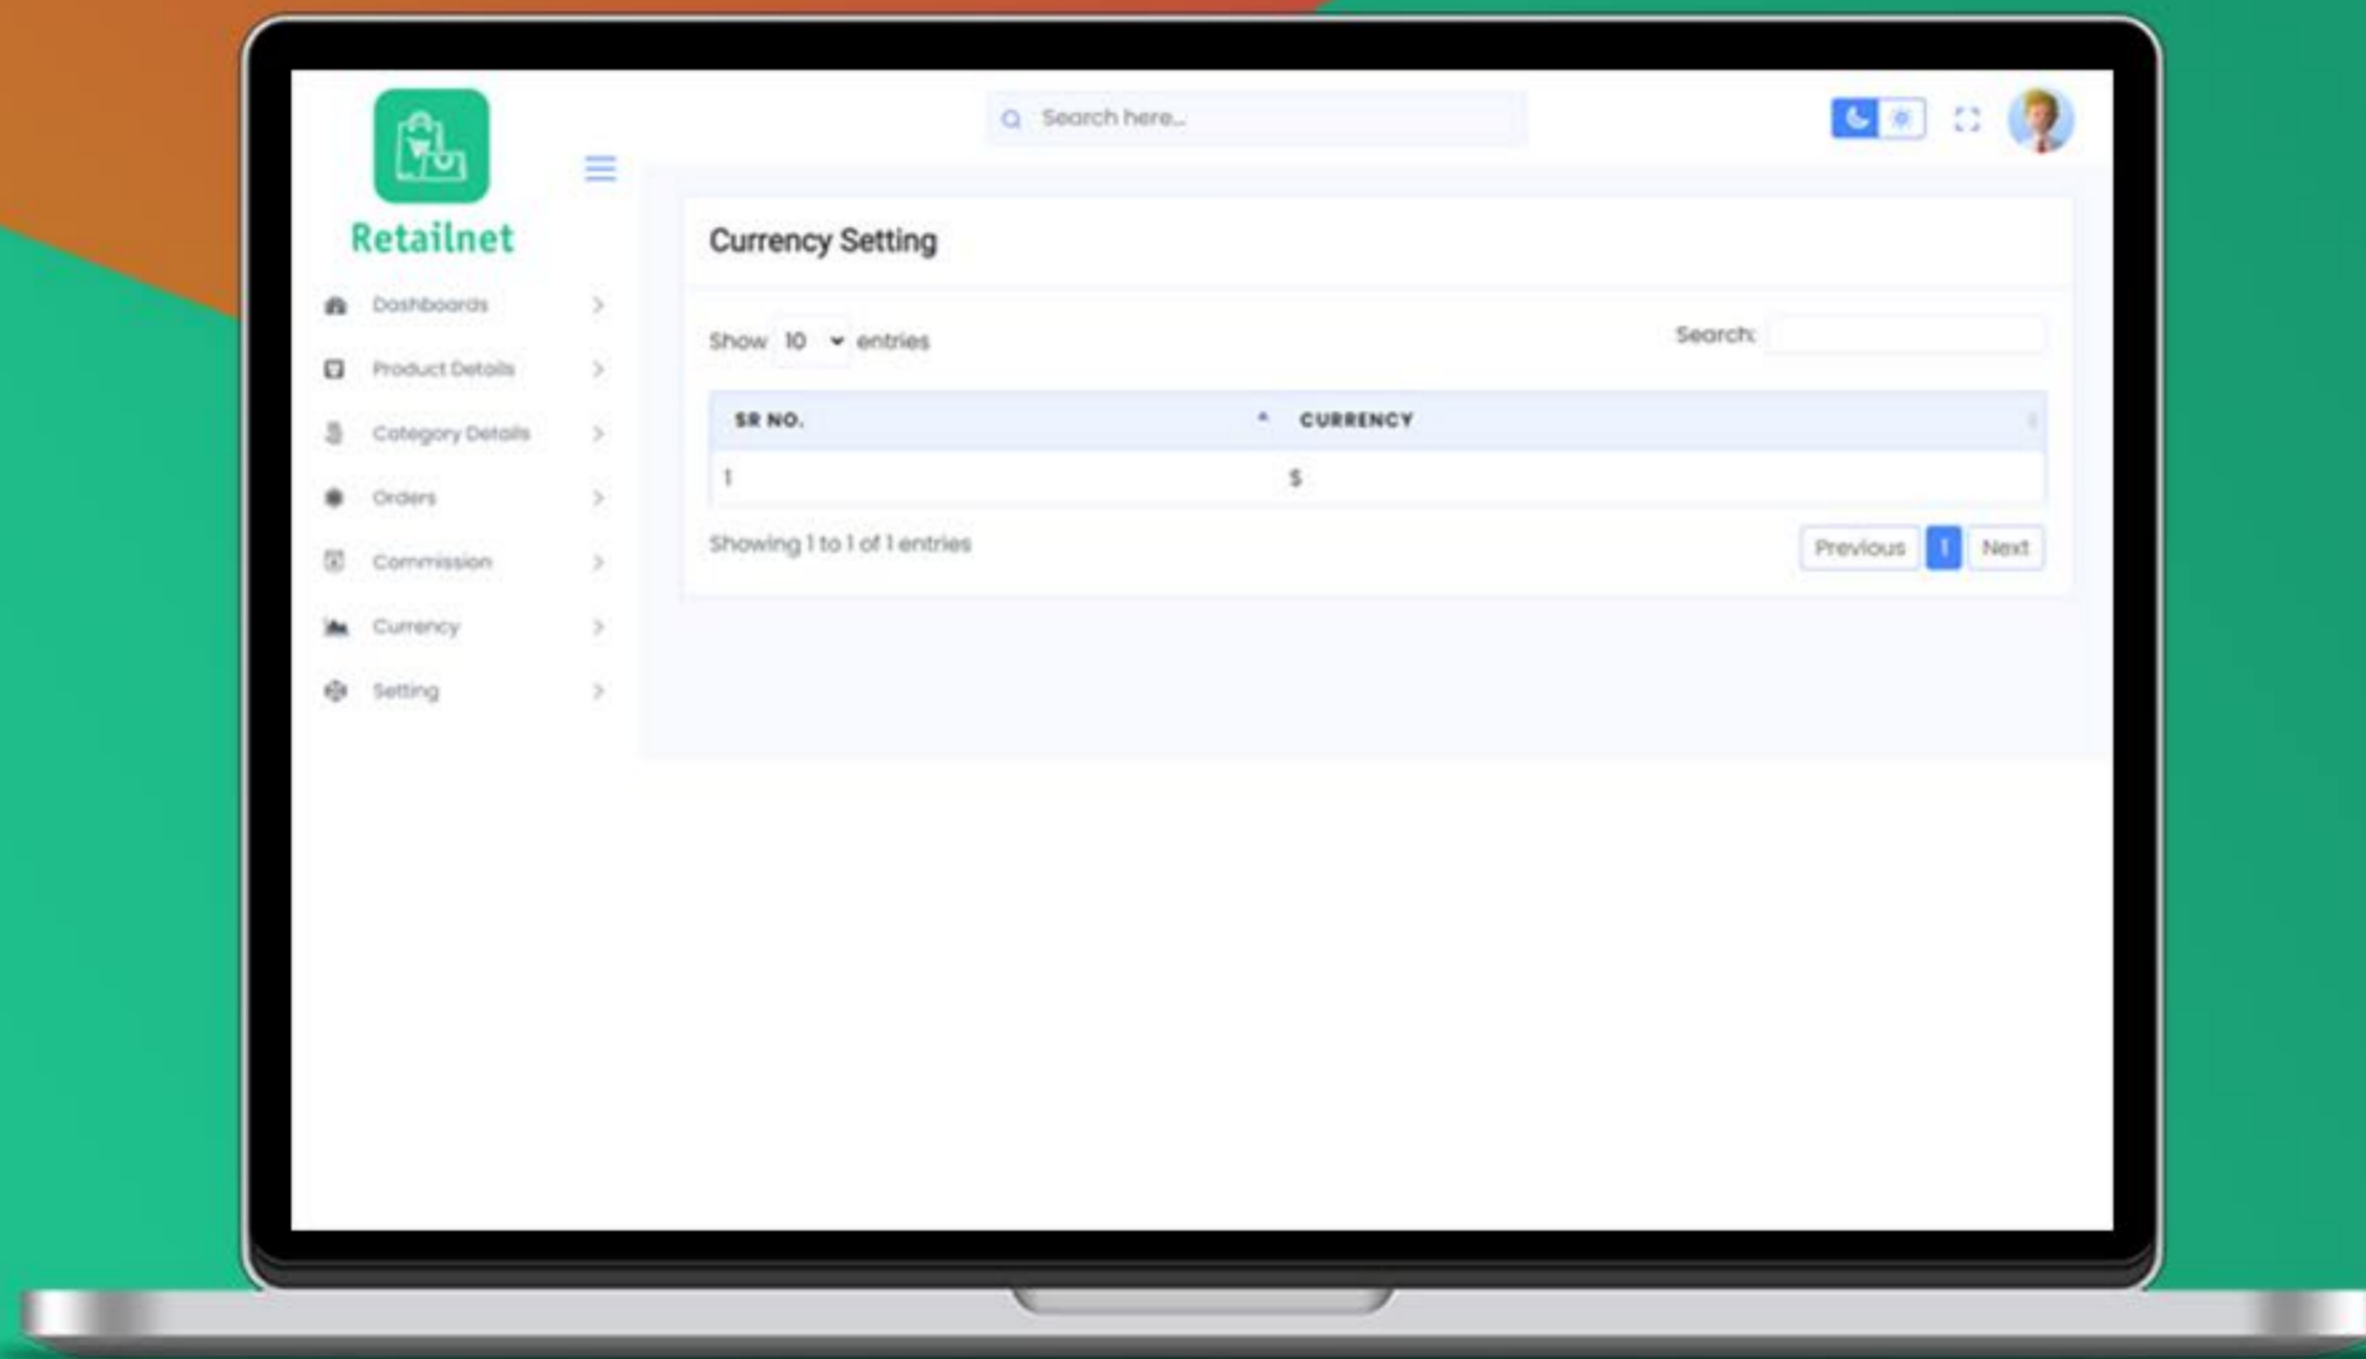 Retailnet
Dashboards
Product Details
Category Details
Orders
Commission
Currency
Setting
Search here...
Currency Setting
Show 10 entries
Search:
SR NO. CURRENCY
1 $
Showing 1 to 1 of 1 entries
Previous 1 Next